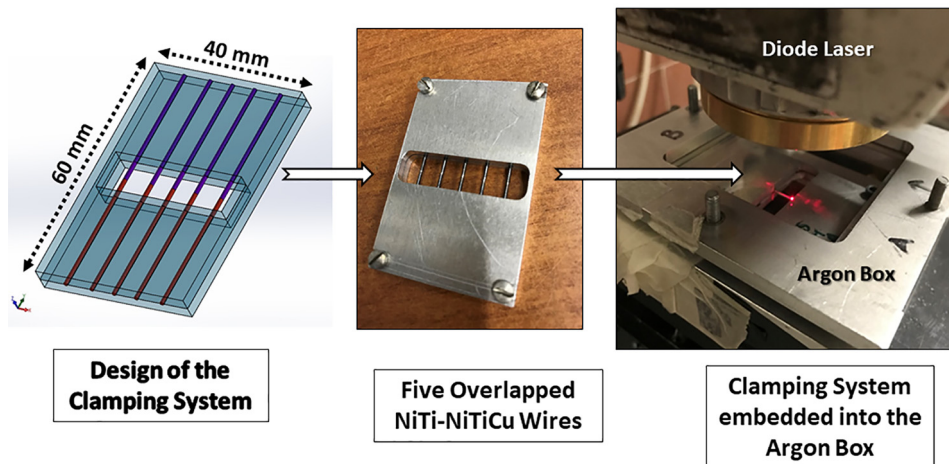 40 mm
60 mm
Diode Laser
B
A
Argon Box
Design of the
Clamping System
Five Overlapped
NiTi-NiTiCu Wires
Clamping System
embedded into the
Argon Box